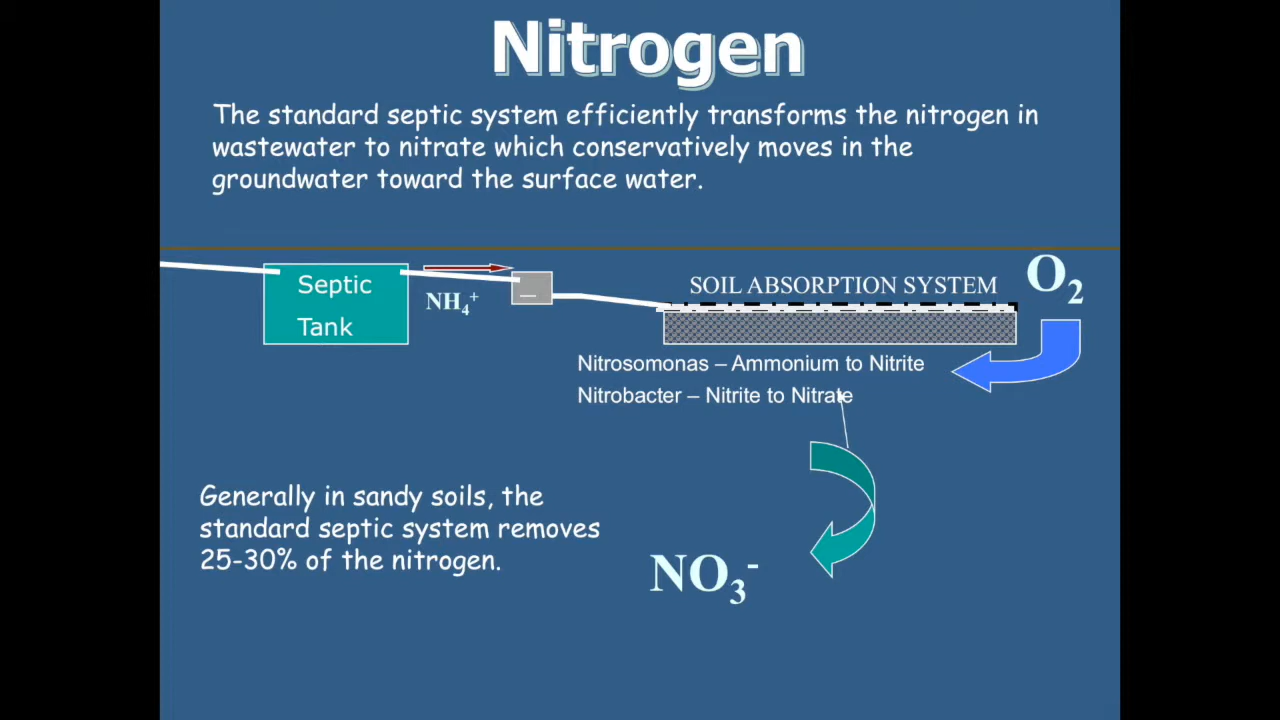 Nitrogen
The standard septic system efficiently transforms the nitrogen in
wastewater to nitrate which conservatively moves in the
groundwater toward the surface water.
Septic
Tank
NH₄⁺
SOIL ABSORPTION SYSTEM
O₂
Nitrosomonas – Ammonium to Nitrite
Nitrobacter – Nitrite to Nitrate
Generally in sandy soils, the
standard septic system removes
25-30% of the nitrogen.
NO₃⁻